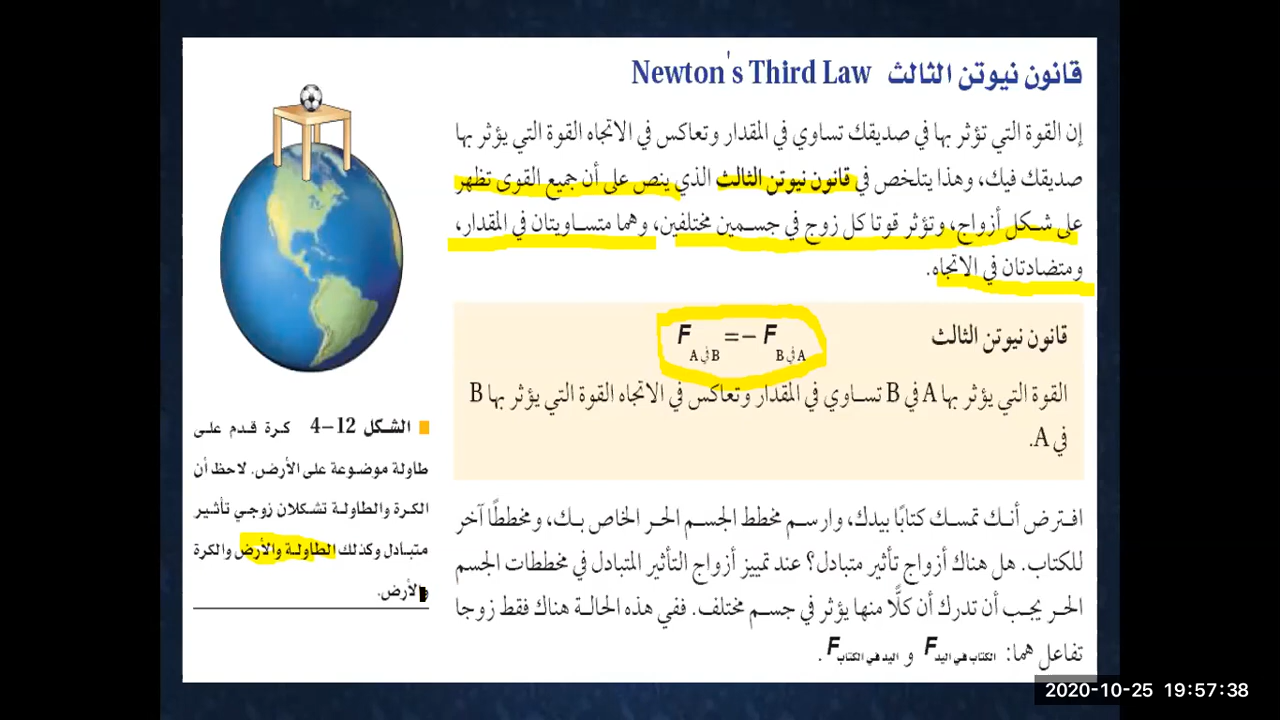 قانون نيوتن الثالث Newton's Third Law
إن القوة التي تؤثر بها في صديقك تساوي في المقدار وتعاكس في الاتجاه القوة التي يؤثر بها
صديقك فيك، وهذا يتلخص في قانون نيوتن الثالث الذي ينص على أن جميع القوى تظهر
على شكل أزواج، وتؤثر قوتا كل زوج في جسمين مختلفين، وهما متساويتان في المقدار،
ومتضادتان في الاتجاه.
قانون نيوتن الثالث F A في B = – F B في A
القوة التي يؤثر بها A في B تساوي في المقدار وتعاكس في الاتجاه القوة التي يؤثر بها B
في A.
افترض أنك تمسك كتابًا بيدك، وارسم مخطط الجسم الحر الخاص بك، ومخططًا آخر
للكتاب. هل هناك أزواج تأثير متبادل؟ عند تمييز أزواج التأثير المتبادل في مخططات الجسم
الحر يجب أن تدرك أن كلًّا منها يؤثر في جسم مختلف. ففي هذه الحالة هناك فقط زوجا
تفاعل هما: F الكتاب في اليد و F اليد في الكتاب .
الشكل 12–4 كرة قدم على
طاولة موضوعة على الأرض. لاحظ أن
الكرة والطاولة تشكلان زوجي تأثير
متبادل وكذلك الطاولة والأرض والكرة
والأرض.
2020-10-25 19:57:38